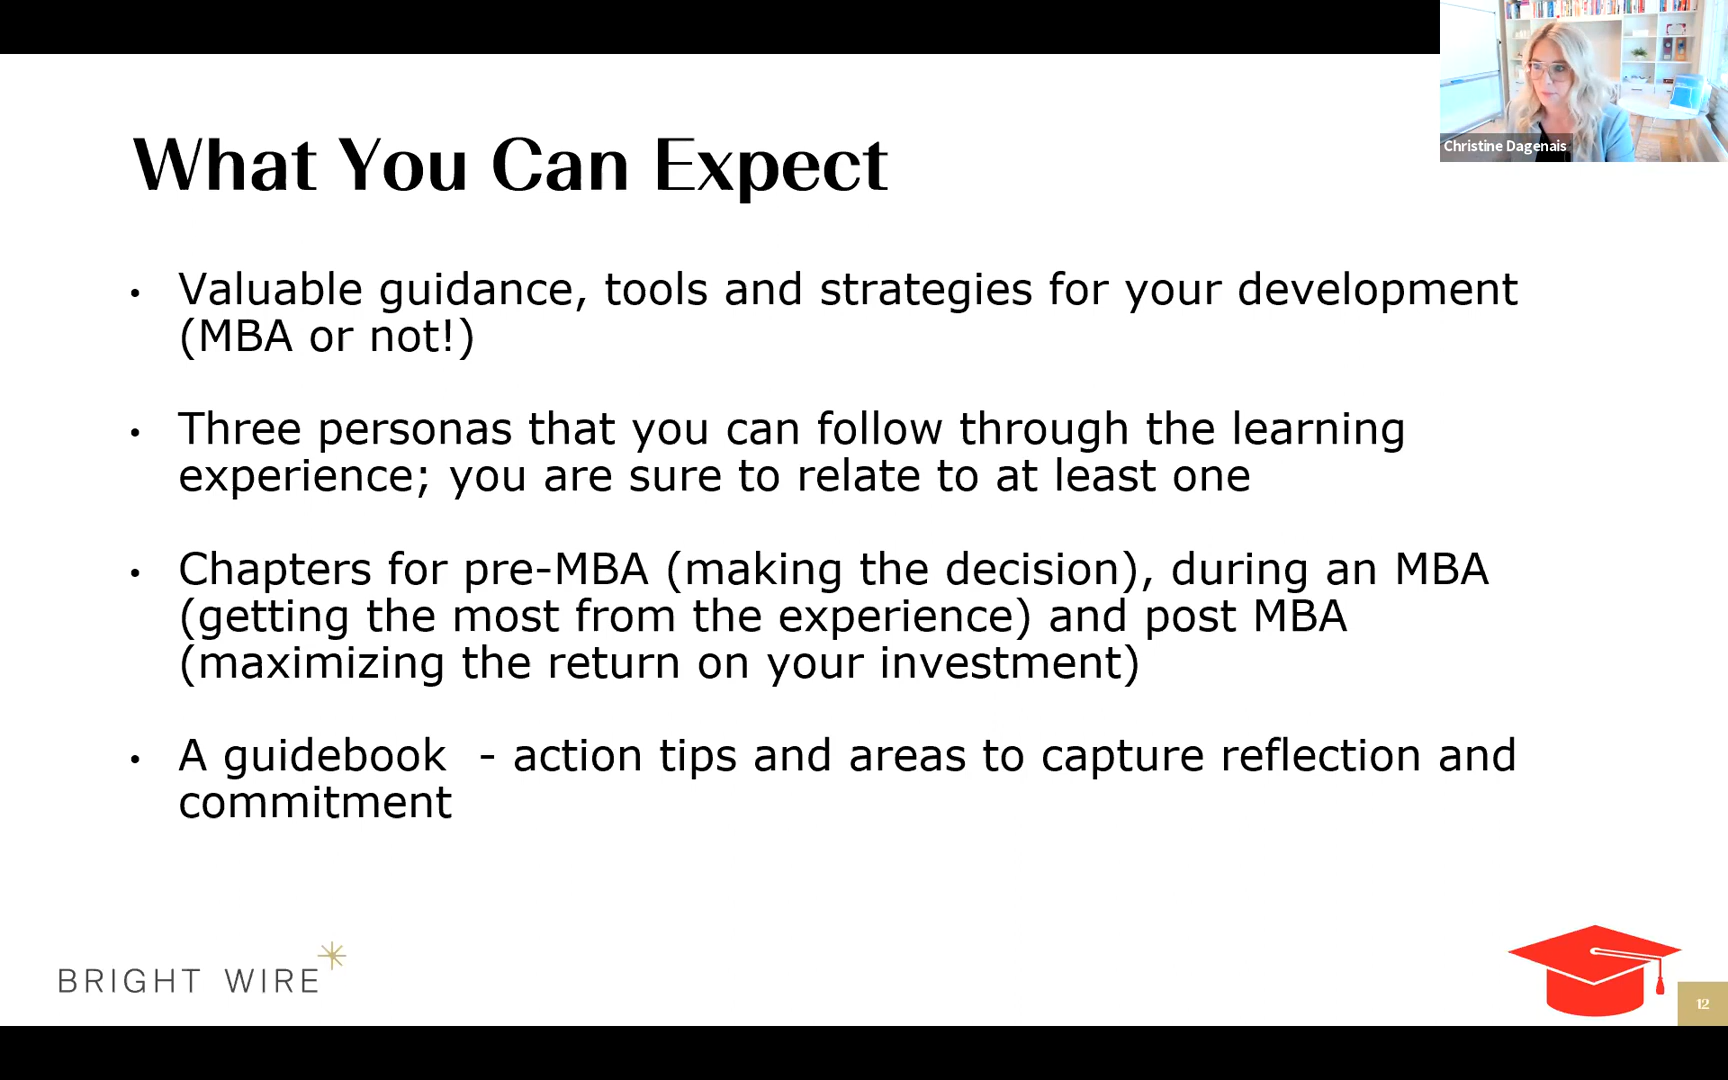 Christine Dagenais
What You Can Expect
• Valuable guidance, tools and strategies for your development
(MBA or not!)
• Three personas that you can follow through the learning
experience; you are sure to relate to at least one
• Chapters for pre-MBA (making the decision), during an MBA
(getting the most from the experience) and post MBA
(maximizing the return on your investment)
• A guidebook  - action tips and areas to capture reflection and
commitment
BRIGHT WIRE
12